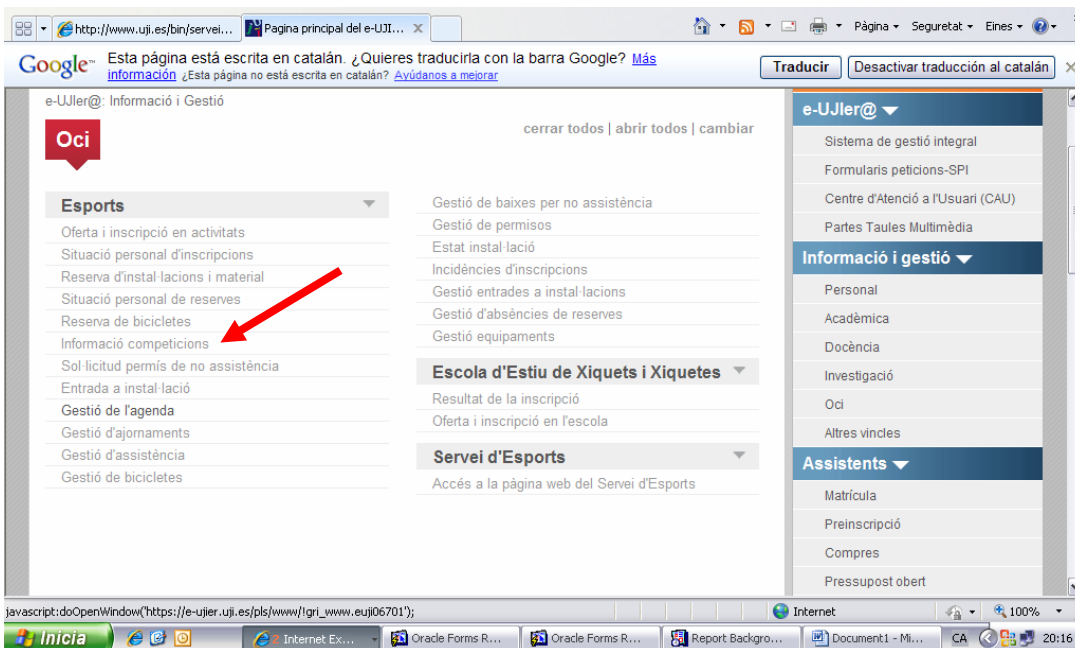 http://www.uji.es/bin/servei...
Pagina principal del e-UJI...
Pàgina
Seguretat
Eines
Google™
Esta página está escrita en catalán. ¿Quieres traducirla con la barra Google? Más
información ¿Esta página no está escrita en catalán? Ayúdanos a mejorar
Traducir
Desactivar traducción al catalán
e-UJIer@: Informació i Gestió
Oci
cerrar todos | abrir todos | cambiar
Esports
Oferta i inscripció en activitats
Situació personal d'inscripcions
Reserva d'instal·lacions i material
Situació personal de reserves
Reserva de bicicletes
Informació competicions
Sol·licitud permís de no assistència
Entrada a instal·lació
Gestió de l'agenda
Gestió d'ajornaments
Gestió d'assistència
Gestió de bicicletes
Gestió de baixes per no assistència
Gestió de permisos
Estat instal·lació
Incidències d'inscripcions
Gestió entrades a instal·lacions
Gestió d'absències de reserves
Gestió equipaments
Escola d'Estiu de Xiquets i Xiquetes
Resultat de la inscripció
Oferta i inscripció en l'escola
Servei d'Esports
Accés a la pàgina web del Servei d'Esports
e-UJIer@
Sistema de gestió integral
Formularis peticions-SPI
Centre d'Atenció a l'Usuari (CAU)
Partes Taules Multimèdia
Informació i gestió
Personal
Acadèmica
Docència
Investigació
Oci
Altres vincles
Assistents
Matrícula
Preinscripció
Compres
Pressupost obert
javascript:doOpenWindow('https://e-ujier.uji.es/pls/www/!gri_www.euji06701');
Internet
100%
Inicia
2 Internet Ex...
Oracle Forms R...
Oracle Forms R...
Report Backgro...
Document1 - Mi...
CA
20:16